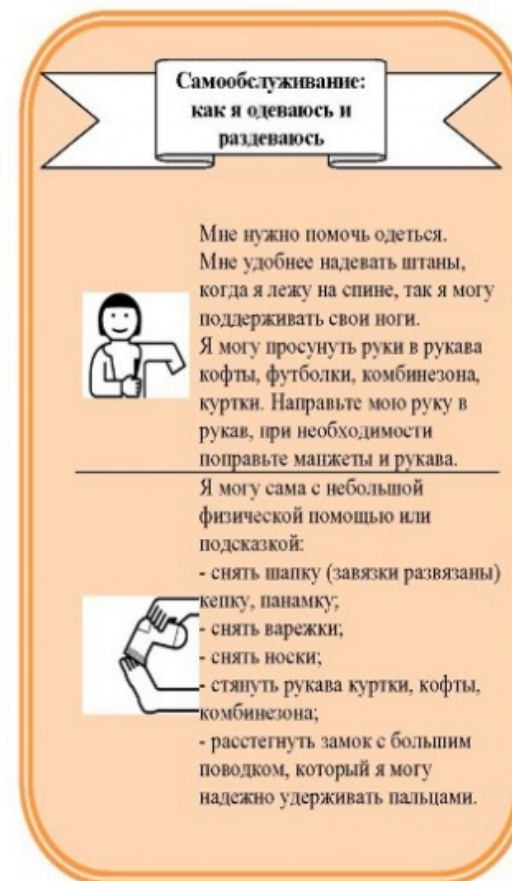 Самообслуживание:
как я одеваюсь и
раздеваюсь
Мне нужно помочь одеться.
Мне удобнее надевать штаны,
когда я лежу на спине, так я могу
поддерживать свои ноги.
Я могу просунуть руки в рукава
кофты, футболки, комбинезона,
куртки. Направьте мою руку в
рукав, при необходимости
поправьте манжеты и рукава.
Я могу сама с небольшой
физической помощью или
подсказкой:
- снять шапку (завязки развязаны)
кепку, панамку;
- снять варежки;
- снять носки;
- стянуть рукава куртки, кофты,
комбинезона;
- расстегнуть замок с большим
поводком, который я могу
надежно удерживать пальцами.